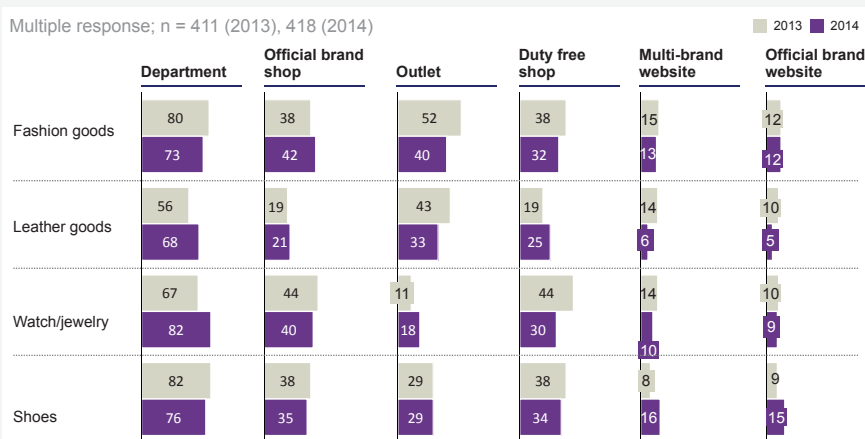 Multiple response; n = 411 (2013), 418 (2014)
2013 2014
Department
Official brand
shop
Outlet
Duty free
shop
Multi-brand
website
Official brand
website
Fashion goods
80 38 52 38 15 12
73 42 40 32 13 12
Leather goods
56 19 43 19 14 10
68 21 33 25 6 5
Watch/jewelry
67 44 11 44 14 10
82 40 18 30 10 9
Shoes
82 38 29 38 8 9
76 35 29 34 16 15